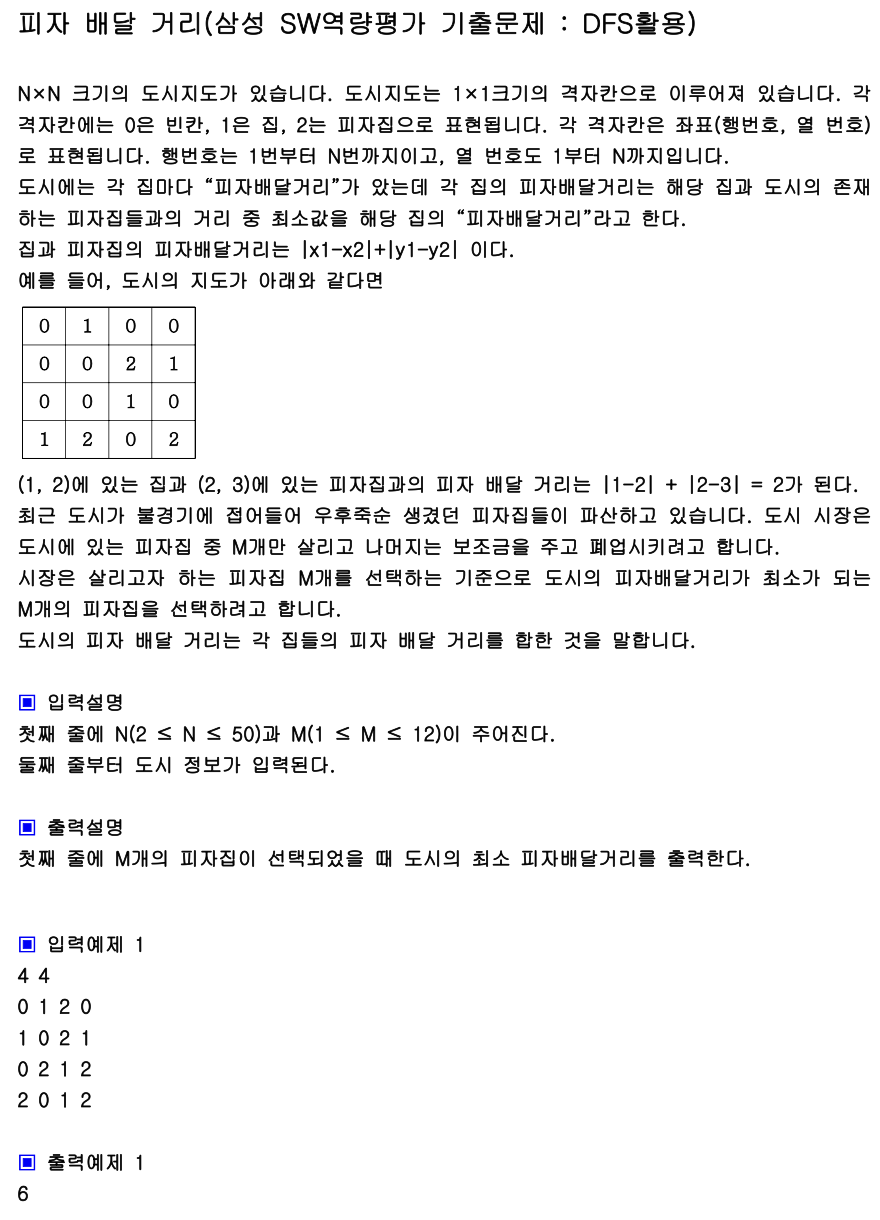 피자 배달 거리(삼성 SW역량평가 기출문제 : DFS활용)
N×N 크기의 도시지도가 있습니다. 도시지도는 1×1크기의 격자칸으로 이루어져 있습니다. 각
격자칸에는 0은 빈칸, 1은 집, 2는 피자집으로 표현됩니다. 각 격자칸은 좌표(행번호, 열 번호)
로 표현됩니다. 행번호는 1번부터 N번까지이고, 열 번호도 1부터 N까지입니다.
도시에는 각 집마다 “피자배달거리”가 았는데 각 집의 피자배달거리는 해당 집과 도시의 존재
하는 피자집들과의 거리 중 최소값을 해당 집의 “피자배달거리”라고 한다.
집과 피자집의 피자배달거리는 |x1-x2|+|y1-y2| 이다.
예를 들어, 도시의 지도가 아래와 같다면
0 1 0 0
0 0 2 1
0 0 1 0
1 2 0 2
(1, 2)에 있는 집과 (2, 3)에 있는 피자집과의 피자 배달 거리는 |1-2| + |2-3| = 2가 된다.
최근 도시가 불경기에 접어들어 우후죽순 생겼던 피자집들이 파산하고 있습니다. 도시 시장은
도시에 있는 피자집 중 M개만 살리고 나머지는 보조금을 주고 폐업시키려고 합니다.
시장은 살리고자 하는 피자집 M개를 선택하는 기준으로 도시의 피자배달거리가 최소가 되는
M개의 피자집을 선택하려고 합니다.
도시의 피자 배달 거리는 각 집들의 피자 배달 거리를 합한 것을 말합니다.
▣ 입력설명
첫째 줄에 N(2 ≤ N ≤ 50)과 M(1 ≤ M ≤ 12)이 주어진다.
둘째 줄부터 도시 정보가 입력된다.
▣ 출력설명
첫째 줄에 M개의 피자집이 선택되었을 때 도시의 최소 피자배달거리를 출력한다.
▣ 입력예제 1
4 4
0 1 2 0
1 0 2 1
0 2 1 2
2 0 1 2
▣ 출력예제 1
6